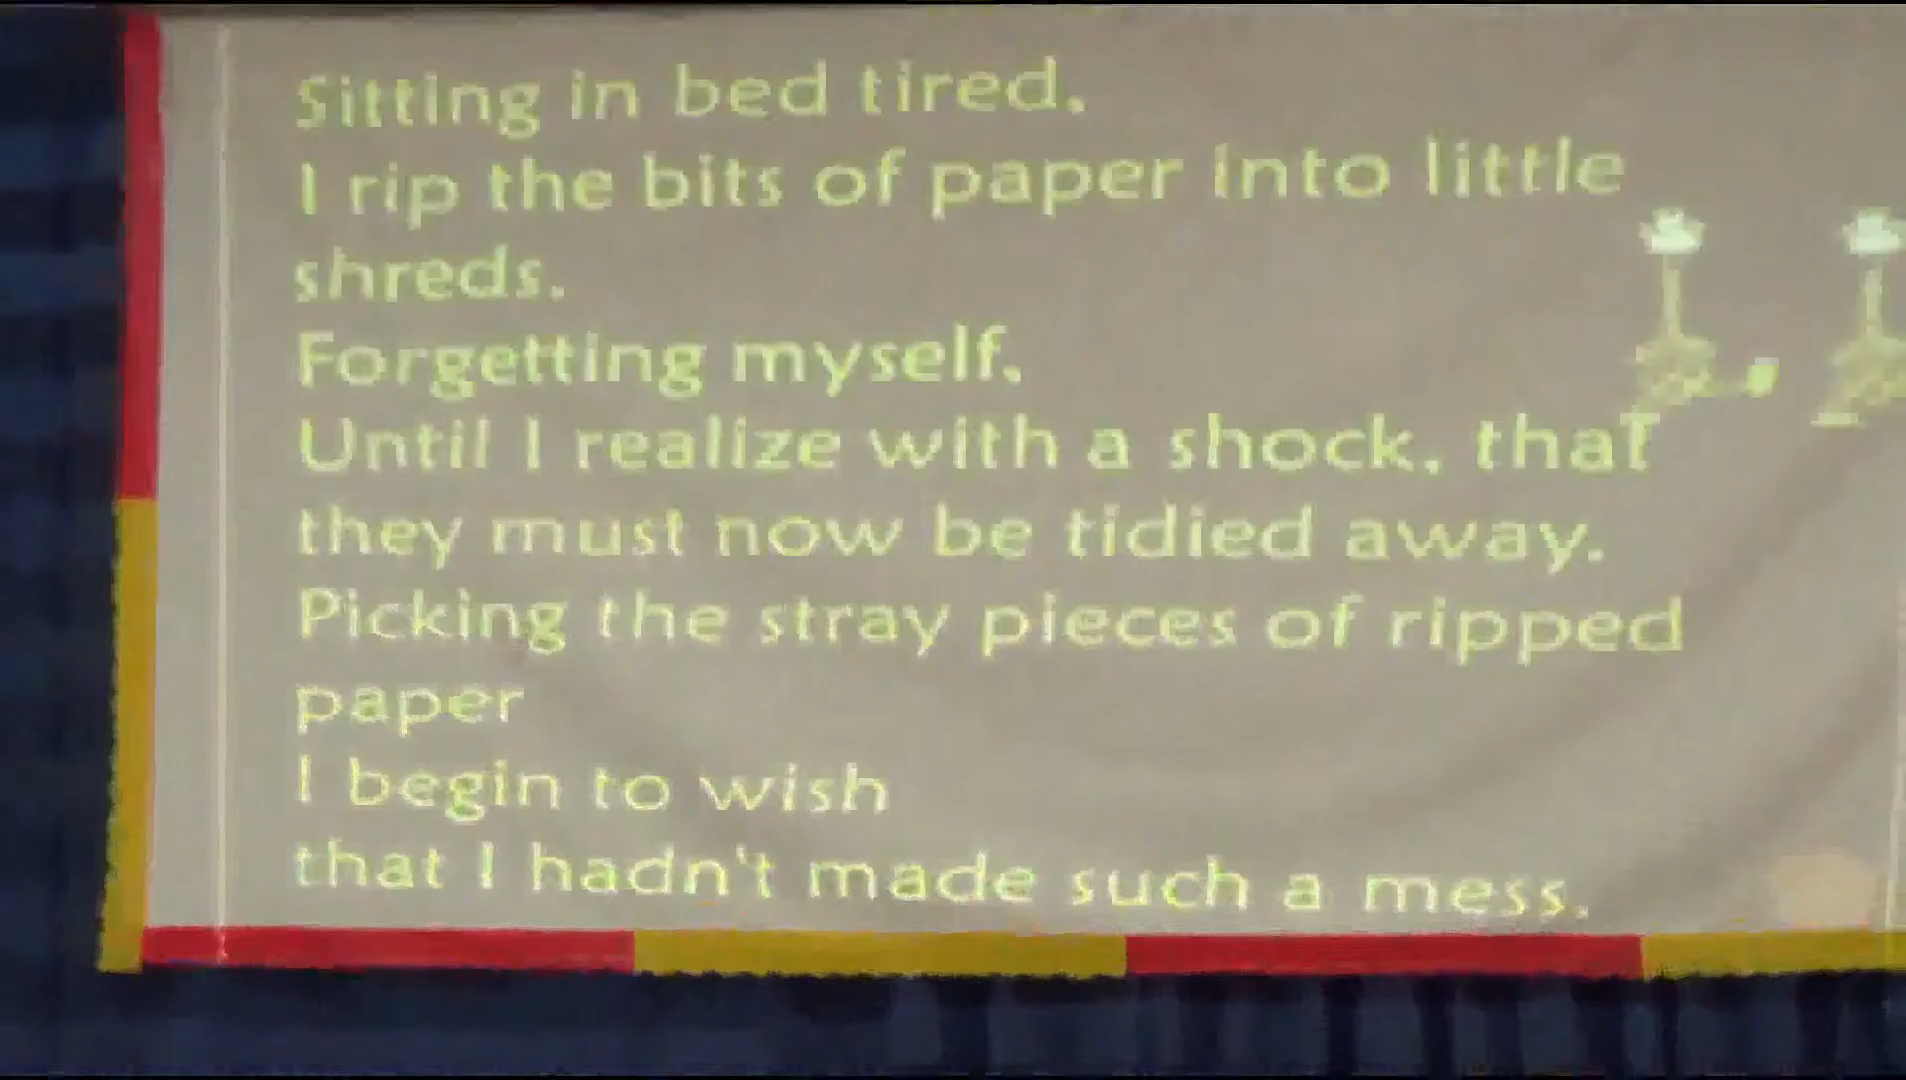 Sitting in bed tired,
I rip the bits of paper into little
shreds.
Forgetting myself,
Until I realize with a shock, that
they must now be tidied away.
Picking the stray pieces of ripped
paper
I begin to wish
that I hadn't made such a mess.